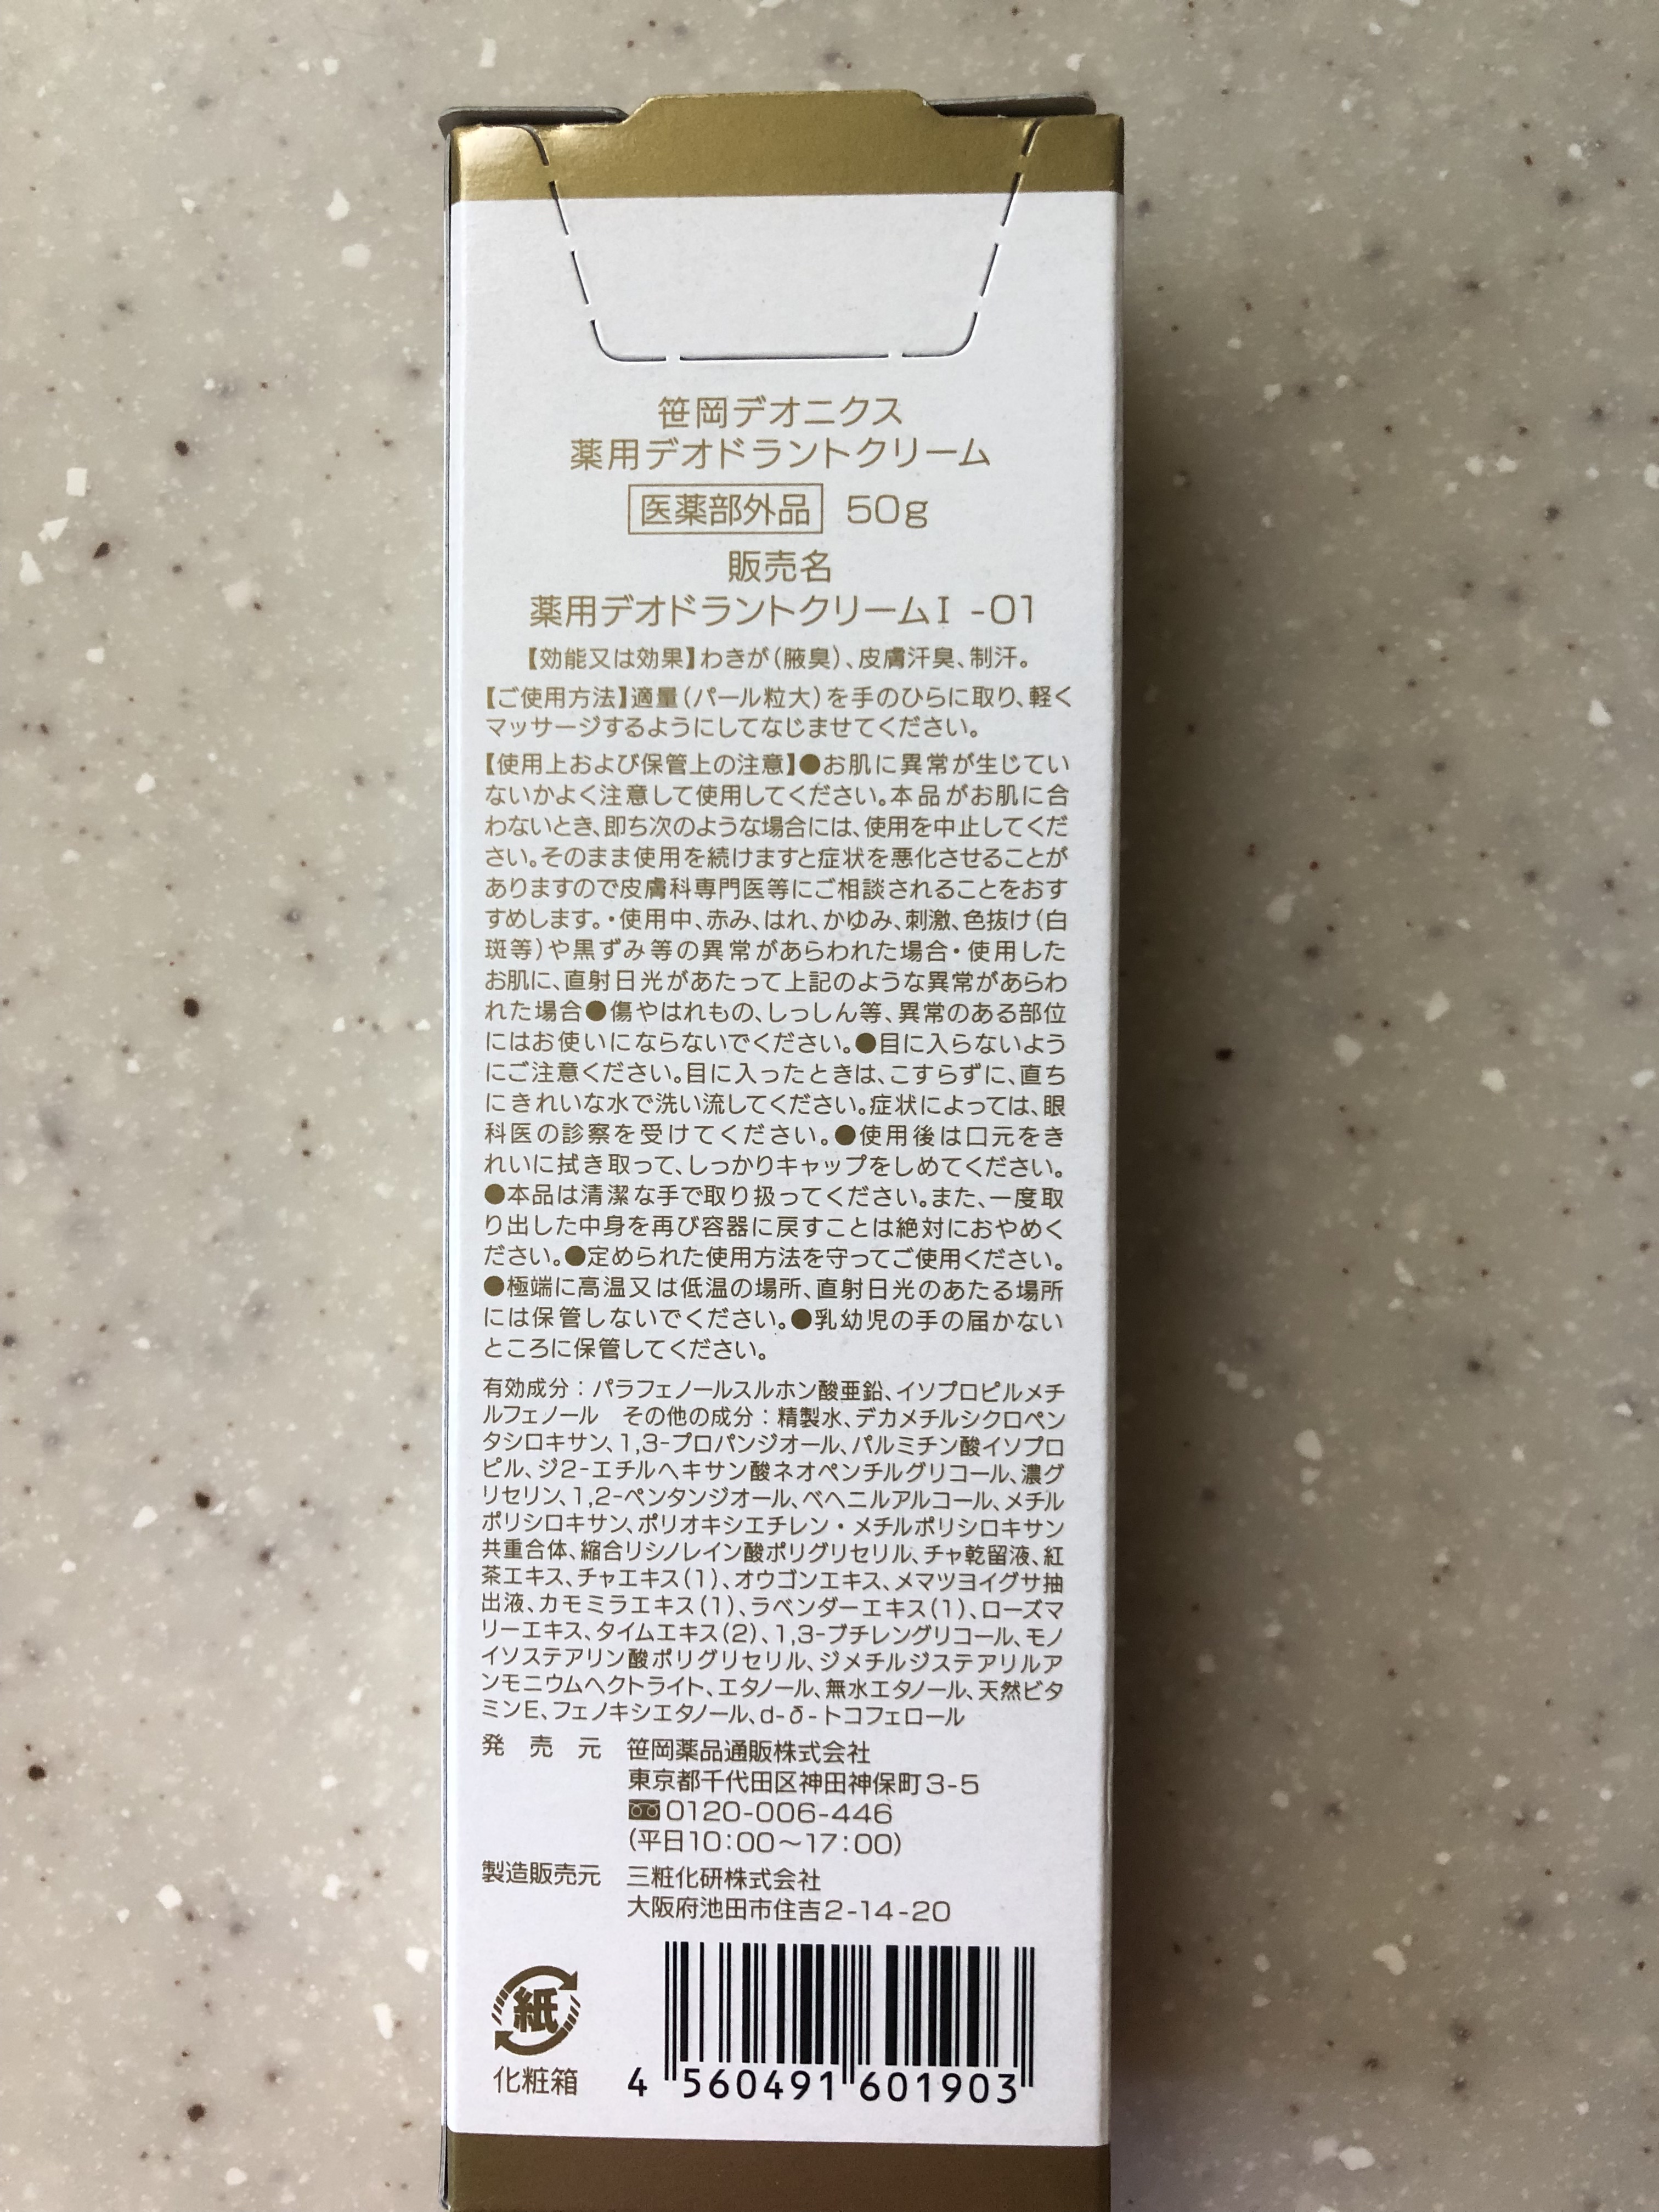 笹岡デオニクス
薬用デオドラントクリーム
医薬部外品 50g
販売名
薬用デオドラントクリームⅠ-01
【効能又は効果】わきが(腋臭)、皮膚汗臭、制汗。
【ご使用方法】適量(パール粒大)を手のひらに取り、軽く
マッサージするようにしてなじませてください。
【使用上および保管上の注意】●お肌に異常が生じてい
ないかよく注意して使用してください。本品がお肌に合
わないとき、即ち次のような場合には、使用を中止してくだ
さい。そのまま使用を続けますと症状を悪化させることが
ありますので皮膚科専門医等にご相談されることをおす
すめします。・使用中、赤み、はれ、かゆみ、刺激、色抜け(白
斑等)や黒ずみ等の異常があらわれた場合・使用した
お肌に、直射日光があたって上記のような異常があらわ
れた場合●傷やはれもの、しっしん等、異常のある部位
にはお使いにならないでください。●目に入らないよう
にご注意ください。目に入ったときは、こすらずに、直ち
にきれいな水で洗い流してください。症状によっては、眼
科医の診察を受けてください。●使用後は口元をき
れいに拭き取って、しっかりキャップをしめてください。
●本品は清潔な手で取り扱ってください。また、一度取
り出した中身を再び容器に戻すことは絶対におやめく
ださい。●定められた使用方法を守ってご使用ください。
●極端に高温又は低温の場所、直射日光のあたる場所
には保管しないでください。●乳幼児の手の届かない
ところに保管してください。
有効成分：パラフェノールスルホン酸亜鉛、イソプロピルメチ
ルフェノール　その他の成分：精製水、デカメチルシクロペン
タシロキサン、1,3-プロパンジオール、パルミチン酸イソプロ
ピル、ジ2-エチルヘキサン酸ネオペンチルグリコール、濃グ
リセリン、1,2-ペンタンジオール、ベヘニルアルコール、メチル
ポリシロキサン、ポリオキシエチレン・メチルポリシロキサン
共重合体、縮合リシノレイン酸ポリグリセリル、チャ乾留液、紅
茶エキス、チャエキス(1)、オウゴンエキス、メマツヨイグサ抽
出液、カモミラエキス(1)、ラベンダーエキス(1)、ローズマ
リーエキス、タイムエキス(2)、1,3-ブチレングリコール、モノ
イソステアリン酸ポリグリセリル、ジメチルジステアリルア
ンモニウムヘクトライト、エタノール、無水エタノール、天然ビタ
ミンE、フェノキシエタノール、d-δ-トコフェロール
発売元　笹岡薬品通販株式会社
東京都千代田区神田神保町3-5
0120-006-446
(平日10:00～17:00)
製造販売元　三粧化研株式会社
大阪府池田市住吉2-14-20
紙
化粧箱
4 560491 601903